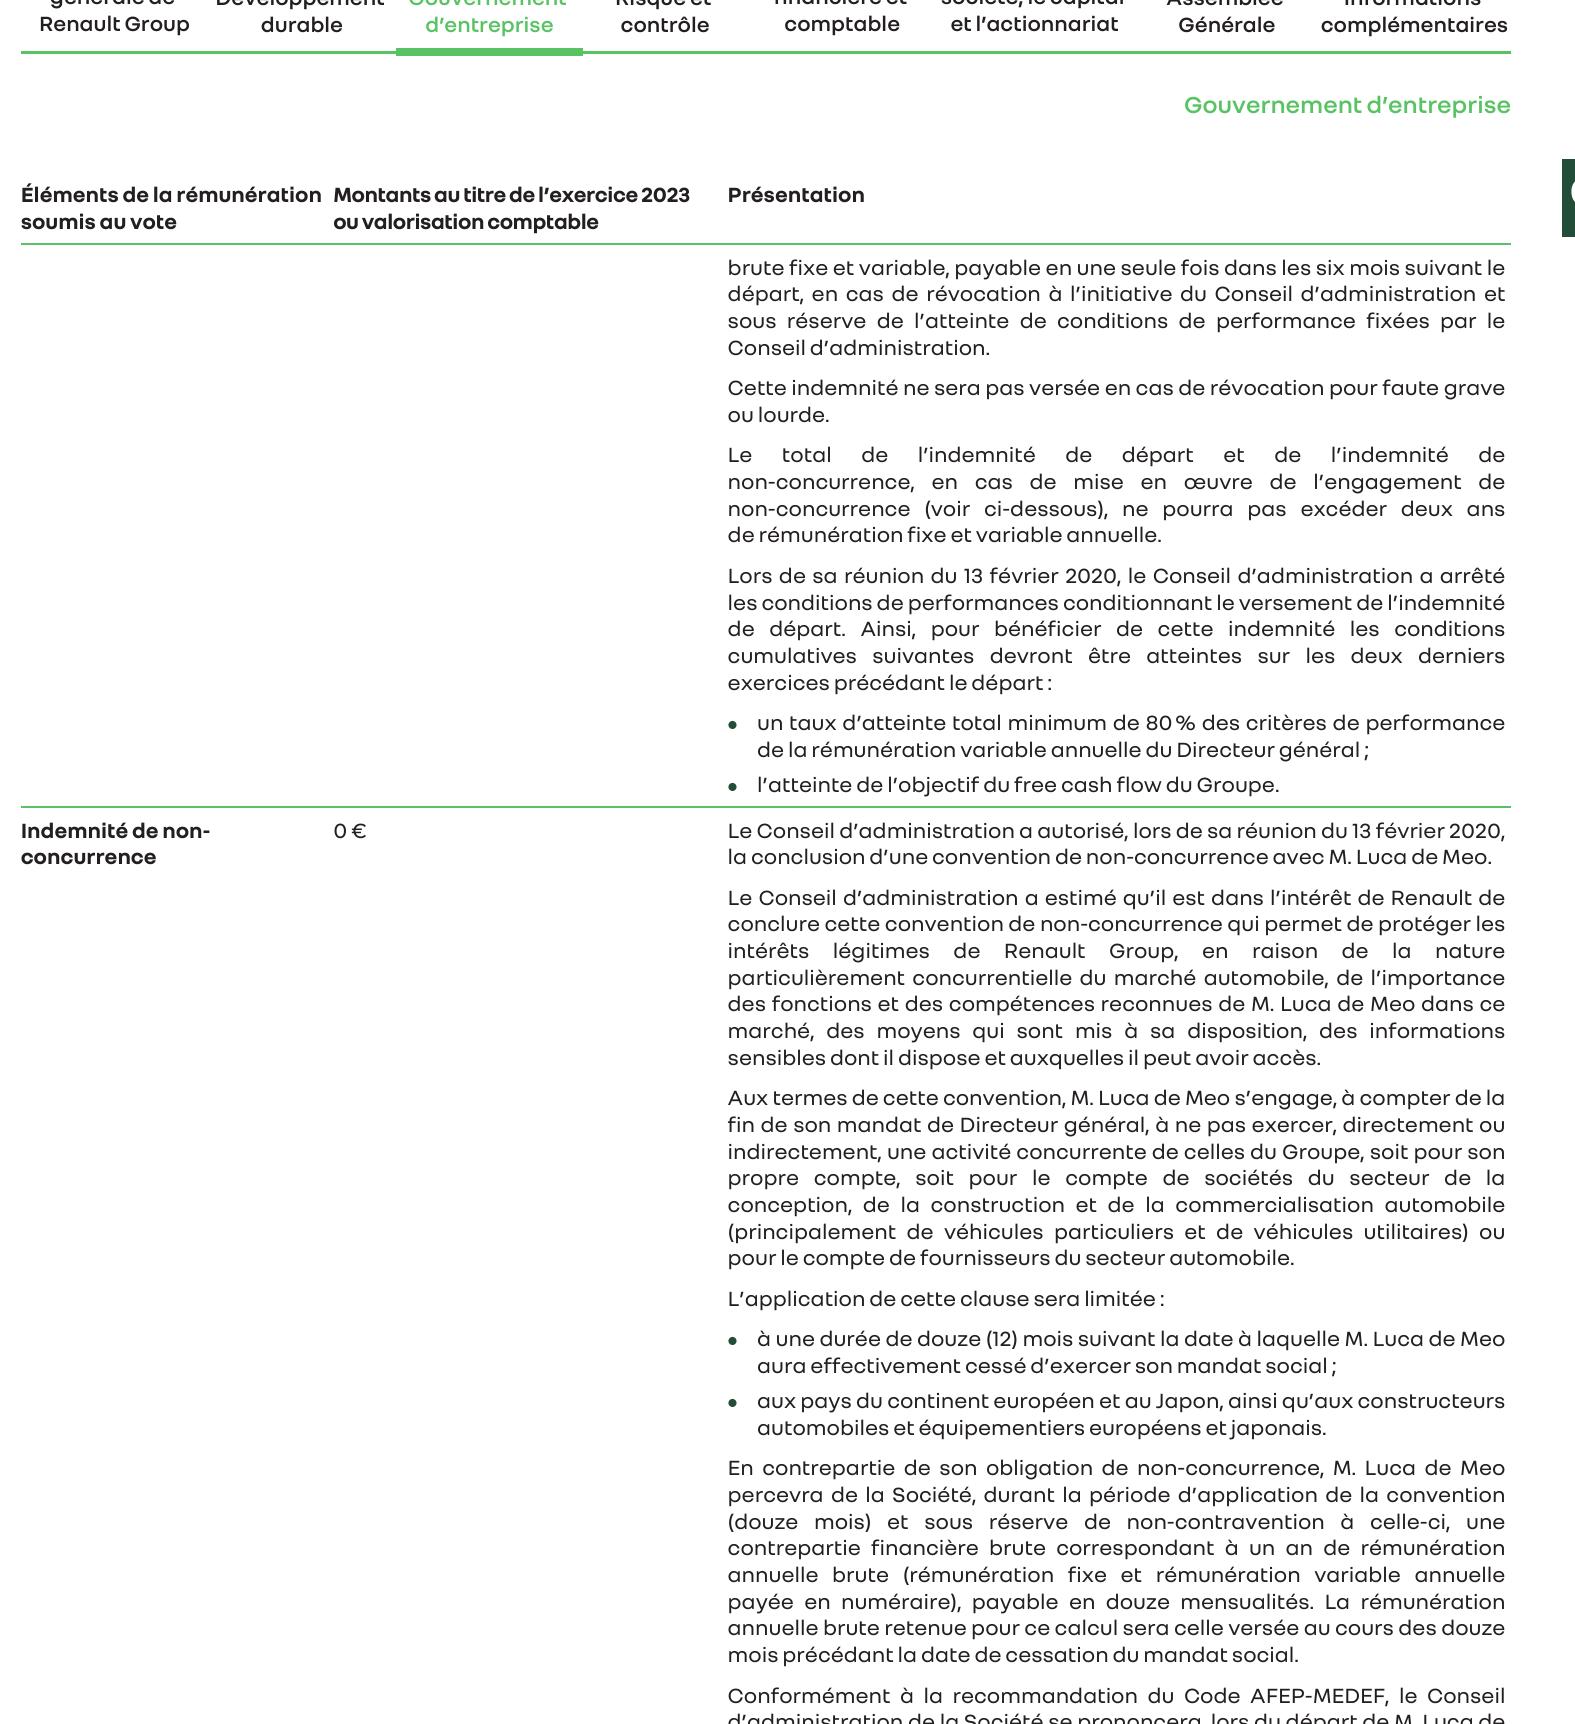 générale de
Renault Group
Développement
durable
Gouvernement
d’entreprise
Risque et
contrôle
financière et
comptable
société, le capital
et l’actionnariat
Assemblée
Générale
Informations
complémentaires
Gouvernement d’entreprise
Éléments de la rémunération
soumis au vote
Montants au titre de l’exercice 2023
ou valorisation comptable
Présentation
brute fixe et variable, payable en une seule fois dans les six mois suivant le
départ, en cas de révocation à l’initiative du Conseil d’administration et
sous réserve de l’atteinte de conditions de performance fixées par le
Conseil d’administration.
Cette indemnité ne sera pas versée en cas de révocation pour faute grave
ou lourde.
Le total de l’indemnité de départ et de l’indemnité de
non-concurrence, en cas de mise en œuvre de l’engagement de
non-concurrence (voir ci-dessous), ne pourra pas excéder deux ans
de rémunération fixe et variable annuelle.
Lors de sa réunion du 13 février 2020, le Conseil d’administration a arrêté
les conditions de performances conditionnant le versement de l’indemnité
de départ. Ainsi, pour bénéficier de cette indemnité les conditions
cumulatives suivantes devront être atteintes sur les deux derniers
exercices précédant le départ :
• un taux d’atteinte total minimum de 80 % des critères de performance
de la rémunération variable annuelle du Directeur général ;
• l’atteinte de l’objectif du free cash flow du Groupe.
Indemnité de non-
concurrence
0 €
Le Conseil d’administration a autorisé, lors de sa réunion du 13 février 2020,
la conclusion d’une convention de non-concurrence avec M. Luca de Meo.
Le Conseil d’administration a estimé qu’il est dans l’intérêt de Renault de
conclure cette convention de non-concurrence qui permet de protéger les
intérêts légitimes de Renault Group, en raison de la nature
particulièrement concurrentielle du marché automobile, de l’importance
des fonctions et des compétences reconnues de M. Luca de Meo dans ce
marché, des moyens qui sont mis à sa disposition, des informations
sensibles dont il dispose et auxquelles il peut avoir accès.
Aux termes de cette convention, M. Luca de Meo s’engage, à compter de la
fin de son mandat de Directeur général, à ne pas exercer, directement ou
indirectement, une activité concurrente de celles du Groupe, soit pour son
propre compte, soit pour le compte de sociétés du secteur de la
conception, de la construction et de la commercialisation automobile
(principalement de véhicules particuliers et de véhicules utilitaires) ou
pour le compte de fournisseurs du secteur automobile.
L’application de cette clause sera limitée :
• à une durée de douze (12) mois suivant la date à laquelle M. Luca de Meo
aura effectivement cessé d’exercer son mandat social ;
• aux pays du continent européen et au Japon, ainsi qu’aux constructeurs
automobiles et équipementiers européens et japonais.
En contrepartie de son obligation de non-concurrence, M. Luca de Meo
percevra de la Société, durant la période d’application de la convention
(douze mois) et sous réserve de non-contravention à celle-ci, une
contrepartie financière brute correspondant à un an de rémunération
annuelle brute (rémunération fixe et rémunération variable annuelle
payée en numéraire), payable en douze mensualités. La rémunération
annuelle brute retenue pour ce calcul sera celle versée au cours des douze
mois précédant la date de cessation du mandat social.
Conformément à la recommandation du Code AFEP-MEDEF, le Conseil
d’administration de la Société se prononcera, lors du départ de M. Luca de